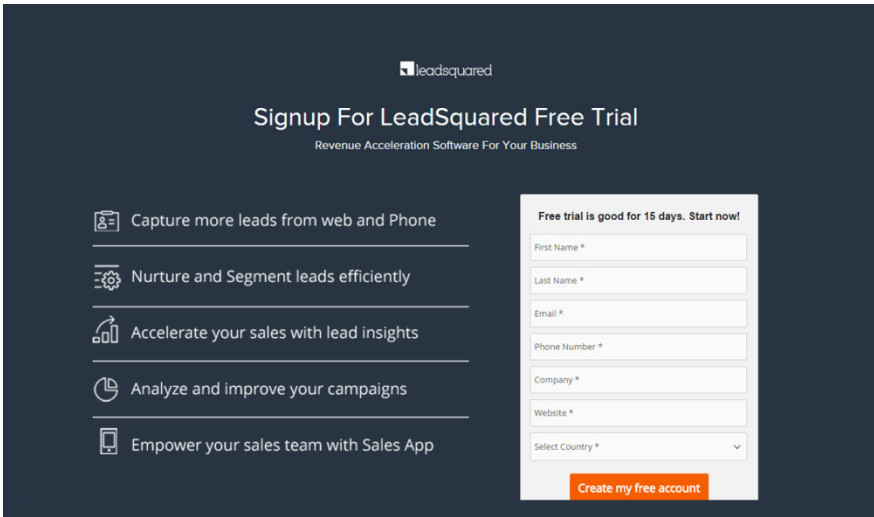 leadsquared
Signup For LeadSquared Free Trial
Revenue Acceleration Software For Your Business
Capture more leads from web and Phone
Nurture and Segment leads efficiently
Accelerate your sales with lead insights
Analyze and improve your campaigns
Empower your sales team with Sales App
Free trial is good for 15 days. Start now!
First Name *
Last Name *
Email *
Phone Number *
Company *
Website *
Select Country *
Create my free account